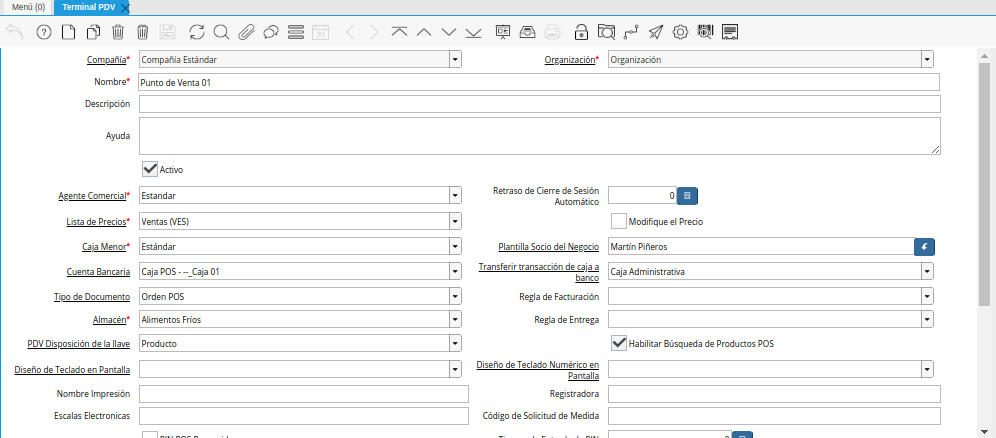 Menú (0) Terminal PDV
Compañía* Compañía Estándar Organización* Organización
Nombre* Punto de Venta 01
Descripción
Ayuda
Activo
Agente Comercial* Estandar Retraso de Cierre de Sesión
Automático 0
Lista de Precios* Ventas (VES) Modifique el Precio
Caja Menor* Estándar Plantilla Socio del Negocio Martín Piñeros
Cuenta Bancaria Caja POS - --_Caja 01 Transferir transacción de caja a
banco Caja Administrativa
Tipo de Documento Orden POS Regla de Facturación
Almacén* Alimentos Fríos Regla de Entrega
PDV Disposición de la llave Producto Habilitar Búsqueda de Productos POS
Diseño de Teclado en Pantalla Diseño de Teclado Numérico en
Pantalla
Nombre Impresión Registradora
Escalas Electronicas Código de Solicitud de Medida